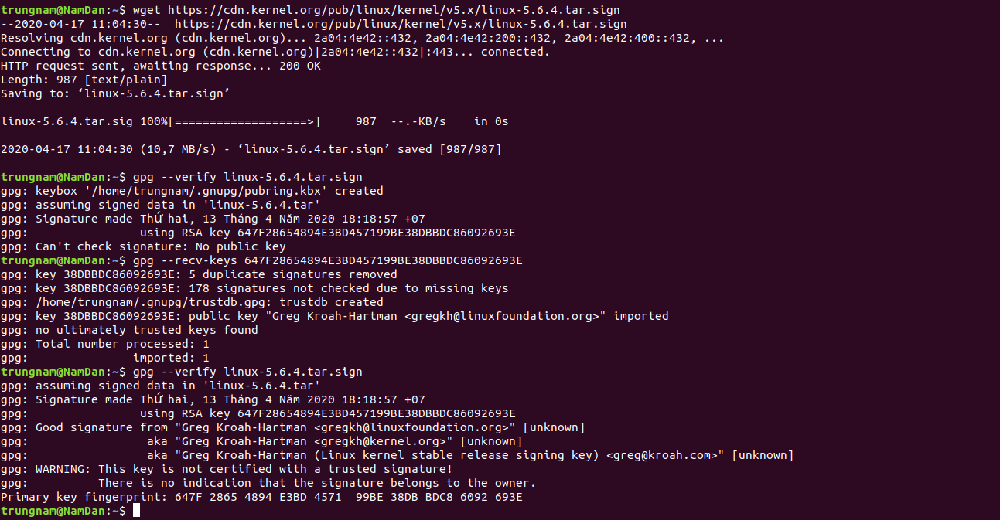 trungnam@NamDan:~$ wget https://cdn.kernel.org/pub/linux/kernel/v5.x/linux-5.6.4.tar.sign
--2020-04-17 11:04:30--  https://cdn.kernel.org/pub/linux/kernel/v5.x/linux-5.6.4.tar.sign
Resolving cdn.kernel.org (cdn.kernel.org)... 2a04:4e42::432, 2a04:4e42:200::432, 2a04:4e42:400::432, ...
Connecting to cdn.kernel.org (cdn.kernel.org)|2a04:4e42::432|:443... connected.
HTTP request sent, awaiting response... 200 OK
Length: 987 [text/plain]
Saving to: ‘linux-5.6.4.tar.sign’

linux-5.6.4.tar.sig 100%[===================>]     987  --.-KB/s    in 0s

2020-04-17 11:04:30 (10,7 MB/s) - ‘linux-5.6.4.tar.sign’ saved [987/987]

trungnam@NamDan:~$ gpg --verify linux-5.6.4.tar.sign
gpg: keybox '/home/trungnam/.gnupg/pubring.kbx' created
gpg: assuming signed data in 'linux-5.6.4.tar'
gpg: Signature made Thứ hai, 13 Tháng 4 Năm 2020 18:18:57 +07
gpg:                using RSA key 647F28654894E3BD457199BE38DBBDC86092693E
gpg: Can't check signature: No public key
trungnam@NamDan:~$ gpg --recv-keys 647F28654894E3BD457199BE38DBBDC86092693E
gpg: key 38DBBDC86092693E: 5 duplicate signatures removed
gpg: key 38DBBDC86092693E: 178 signatures not checked due to missing keys
gpg: /home/trungnam/.gnupg/trustdb.gpg: trustdb created
gpg: key 38DBBDC86092693E: public key "Greg Kroah-Hartman <gregkh@linuxfoundation.org>" imported
gpg: no ultimately trusted keys found
gpg: Total number processed: 1
gpg:               imported: 1
trungnam@NamDan:~$ gpg --verify linux-5.6.4.tar.sign
gpg: assuming signed data in 'linux-5.6.4.tar'
gpg: Signature made Thứ hai, 13 Tháng 4 Năm 2020 18:18:57 +07
gpg:                using RSA key 647F28654894E3BD457199BE38DBBDC86092693E
gpg: Good signature from "Greg Kroah-Hartman <gregkh@linuxfoundation.org>" [unknown]
gpg:                 aka "Greg Kroah-Hartman <gregkh@kernel.org>" [unknown]
gpg:                 aka "Greg Kroah-Hartman (Linux kernel stable release signing key) <greg@kroah.com>" [unknown]
gpg: WARNING: This key is not certified with a trusted signature!
gpg:          There is no indication that the signature belongs to the owner.
Primary key fingerprint: 647F 2865 4894 E3BD 4571  99BE 38DB BDC8 6092 693E
trungnam@NamDan:~$